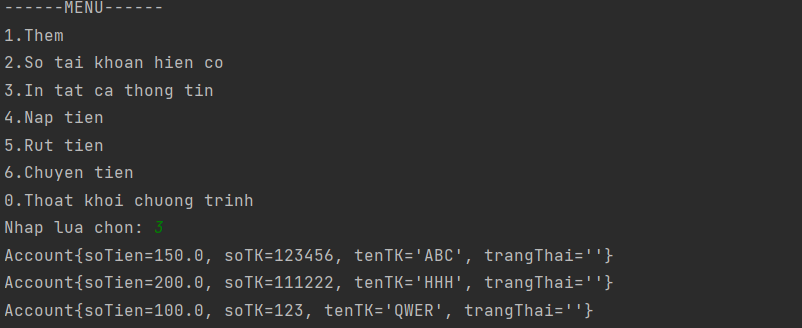 ------MENU------
1.Them
2.So tai khoan hien co
3.In tat ca thong tin
4.Nap tien
5.Rut tien
6.Chuyen tien
0.Thoat khoi chuong trinh
Nhap lua chon: 3
Account{soTien=150.0, soTK=123456, tenTK='ABC', trangThai=''}
Account{soTien=200.0, soTK=111222, tenTK='HHH', trangThai=''}
Account{soTien=100.0, soTK=123, tenTK='QWER', trangThai=''}